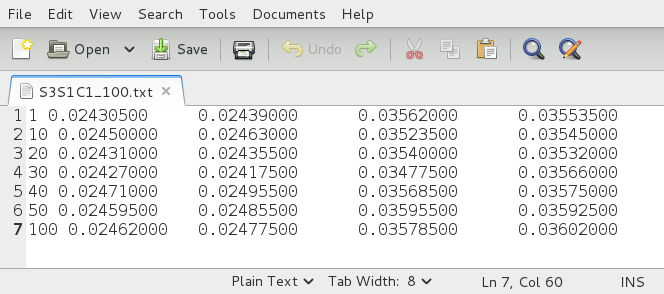 File Edit View Search Tools Documents Help
Open Save Undo
S3S1C1_100.txt
1 1 0.02430500 0.02439000 0.03562000 0.03553500
2 10 0.02450000 0.02463000 0.03523500 0.03545000
3 20 0.02431000 0.02435500 0.03540000 0.03532000
4 30 0.02427000 0.02417500 0.03477500 0.03566000
5 40 0.02471000 0.02495500 0.03568500 0.03575000
6 50 0.02459500 0.02485500 0.03595500 0.03592500
7 100 0.02462000 0.02477500 0.03578500 0.03602000
Plain Text Tab Width: 8 Ln 7, Col 60 INS